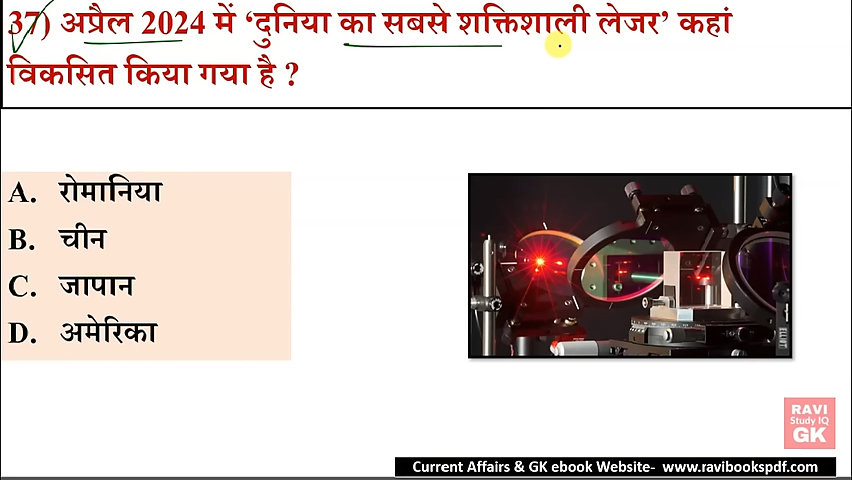 37) अप्रैल 2024 में ‘दुनिया का सबसे शक्तिशाली लेजर’ कहां
विकसित किया गया है ?
A. रोमानिया
B. चीन
C. जापान
D. अमेरिका
RAVI
Study IQ
GK
Current Affairs & GK ebook Website- www.ravibookspdf.com